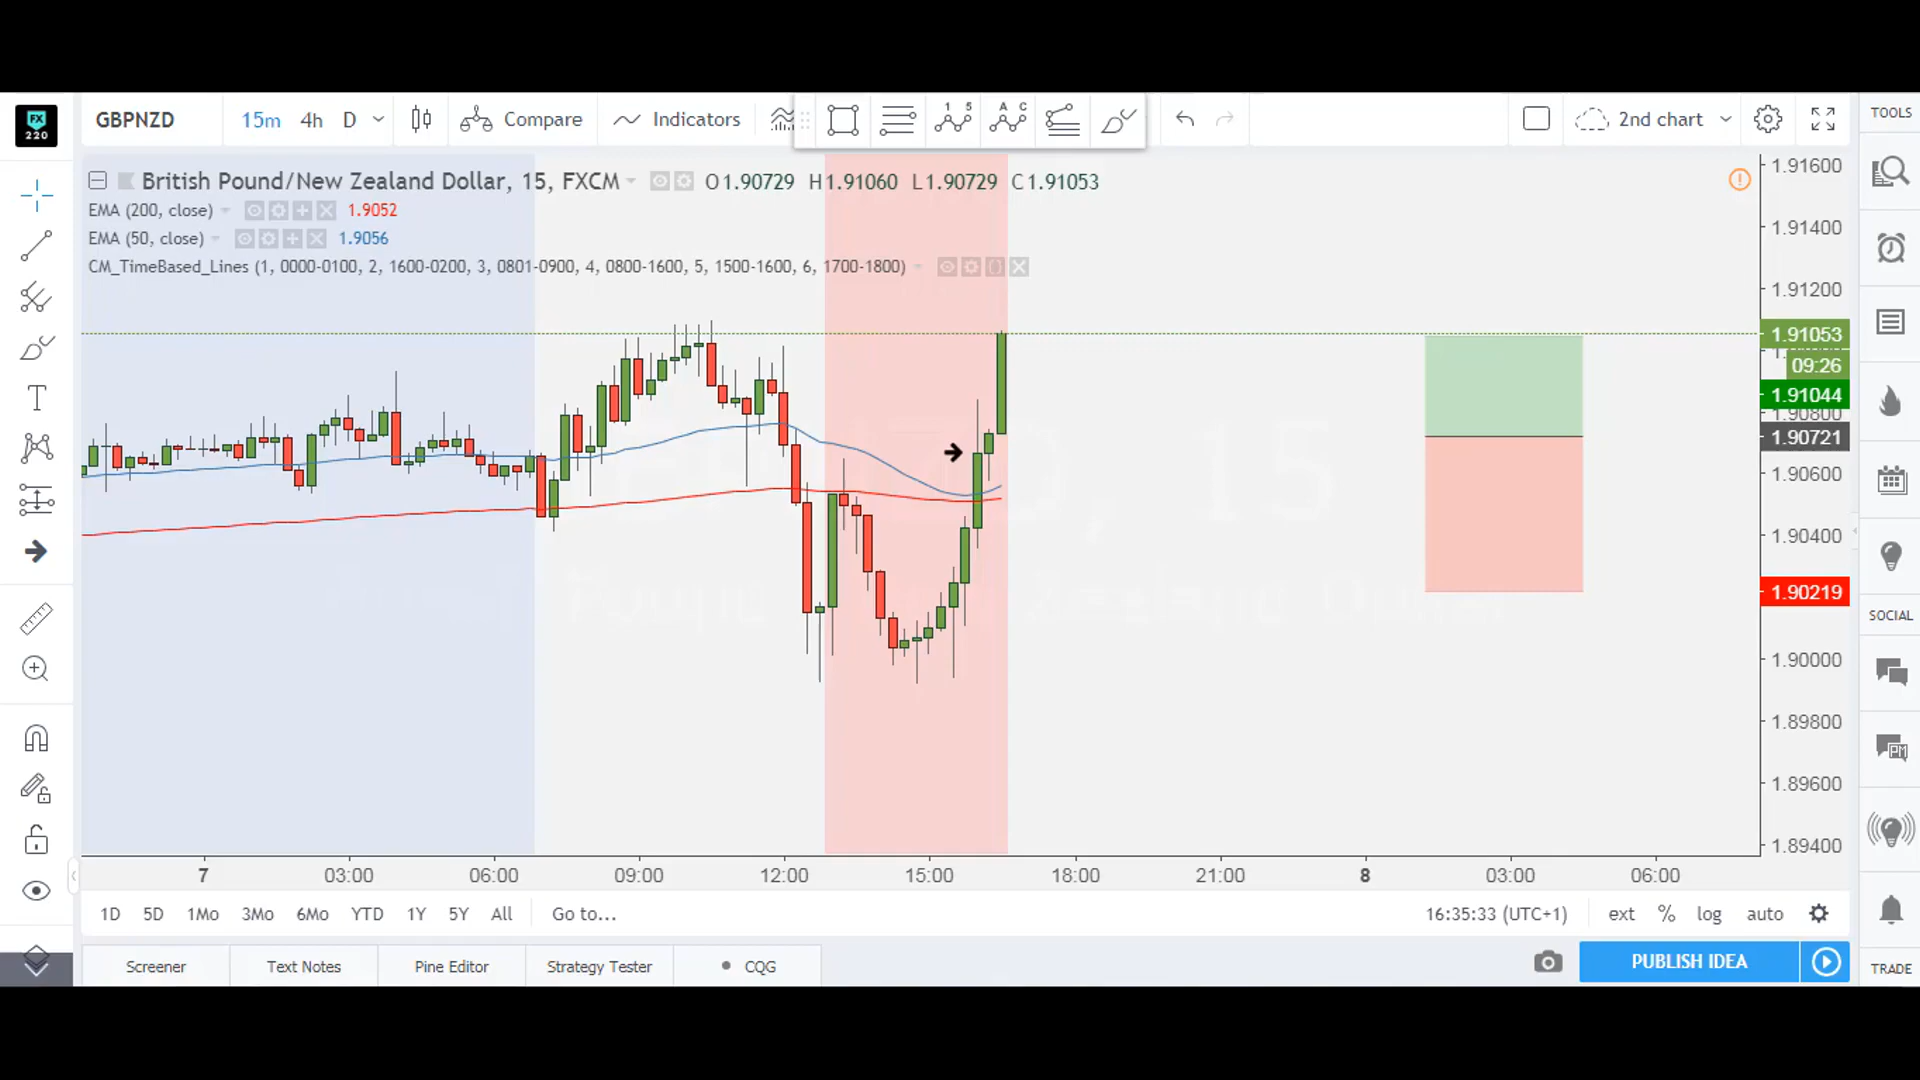 FX
220
GBPNZD
15m 4h D
Compare
Indicators
1 5
A C
2nd chart
TOOLS
British Pound/New Zealand Dollar, 15, FXCM O1.90729 H1.91060 L1.90729 C1.91053
EMA (200, close) 1.9052
EMA (50, close) 1.9056
CM_TimeBased_Lines (1, 0000-0100, 2, 1600-0200, 3, 0801-0900, 4, 0800-1600, 5, 1500-1600, 6, 1700-1800)
1.91600
1.91400
1.91200
1.91053
09:26
1.91044
1.90800
1.90721
1.90600
1.90400
1.90219
1.90000
1.89800
1.89600
1.89400
SOCIAL
PM
7 03:00 06:00 09:00 12:00 15:00 18:00 21:00 8 03:00 06:00
1D 5D 1Mo 3Mo 6Mo YTD 1Y 5Y All Go to... 16:35:33 (UTC+1) ext % log auto
Screener Text Notes Pine Editor Strategy Tester CQG
PUBLISH IDEA
TRADE